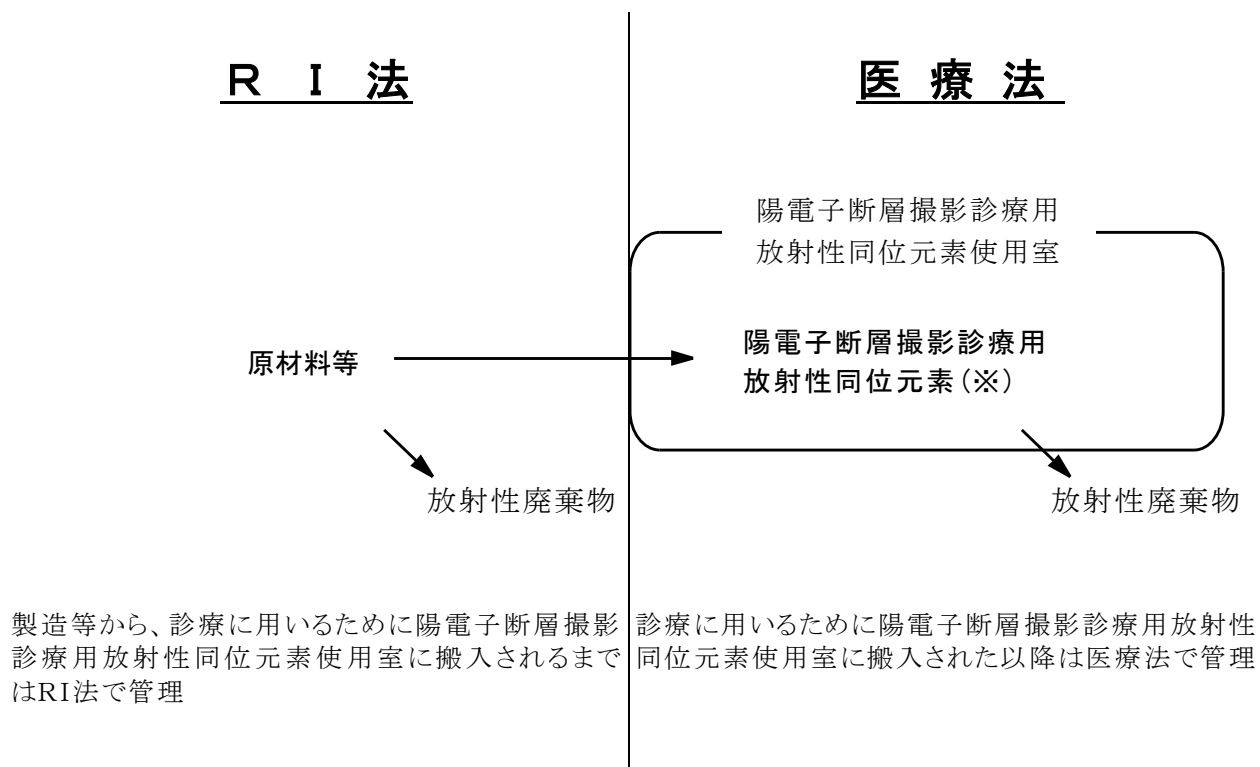 ＲＩ法
医療法
陽電子断層撮影診療用
放射性同位元素使用室
原材料等
陽電子断層撮影診療用
放射性同位元素（※）
放射性廃棄物
放射性廃棄物
製造等から、診療に用いるために陽電子断層撮影
診療用放射性同位元素使用室に搬入されるまで
はRI法で管理
診療に用いるために陽電子断層撮影診療用放射性
同位元素使用室に搬入された以降は医療法で管理